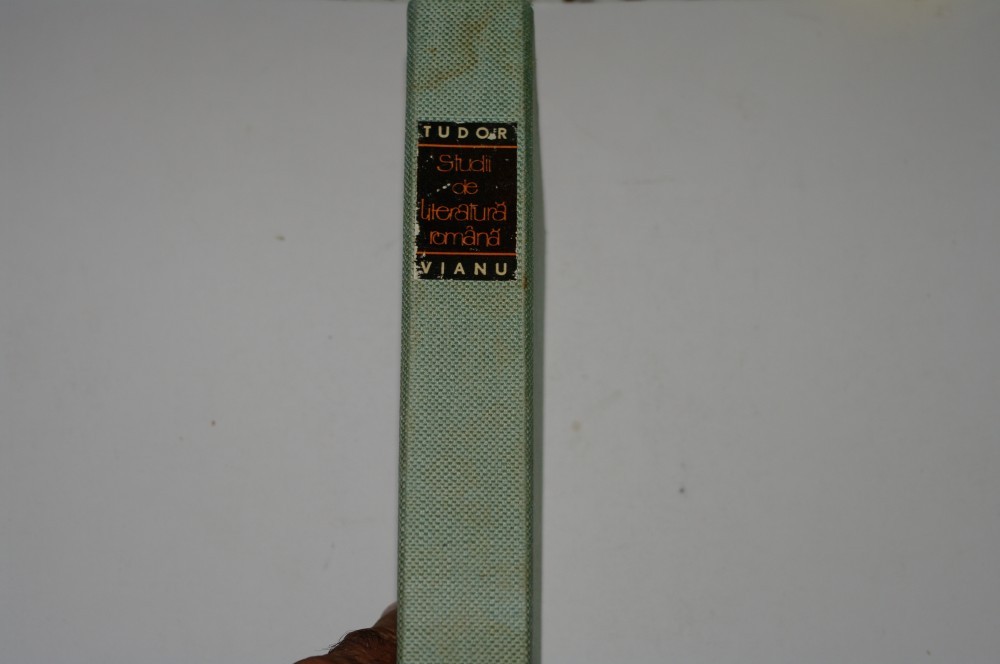 TUDOR
Studii
de
Literatură
română
VIANU